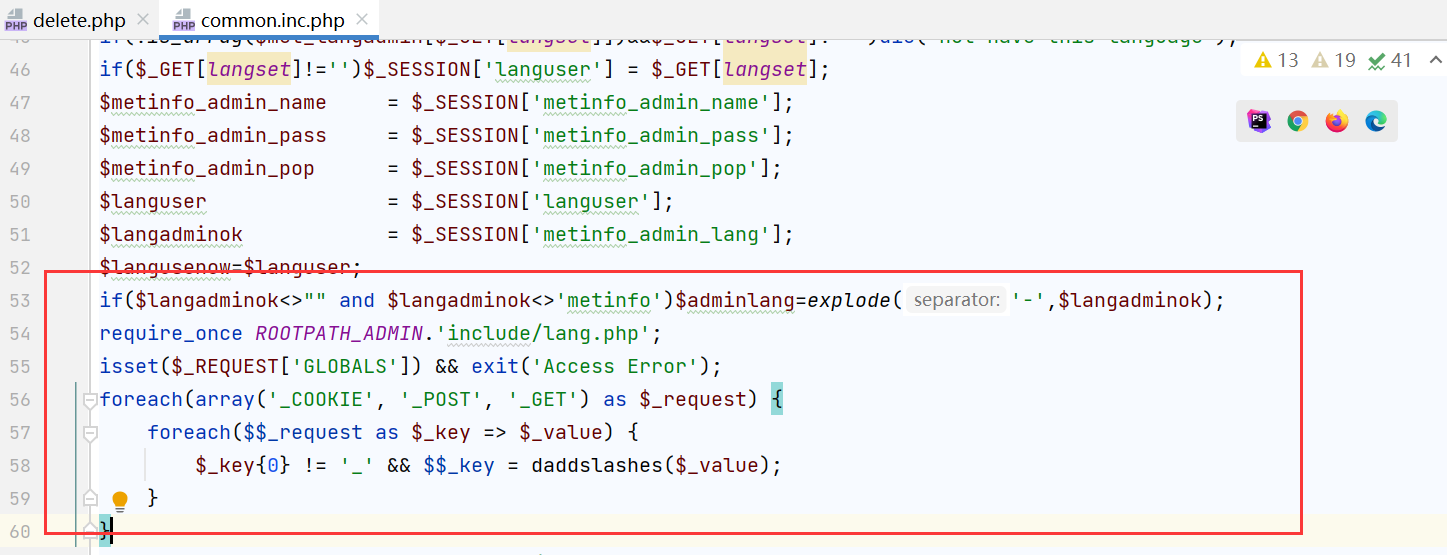 PHP delete.php × PHP common.inc.php ×
46 if($_GET[langset]!='')$_SESSION['languser'] = $_GET[langset];
13 19 41
47 $metinfo_admin_name = $_SESSION['metinfo_admin_name'];
PS
48 $metinfo_admin_pass = $_SESSION['metinfo_admin_pass'];
49 $metinfo_admin_pop = $_SESSION['metinfo_admin_pop'];
50 $languser = $_SESSION['languser'];
51 $langadminok = $_SESSION['metinfo_admin_lang'];
52 $langusenow=$languser;
53 if($langadminok<>"" and $langadminok<>'metinfo')$adminlang=explode( separator: '-',$langadminok);
54 require_once ROOTPATH_ADMIN.'include/lang.php';
55 isset($_REQUEST['GLOBALS']) && exit('Access Error');
56 foreach(array('_COOKIE', '_POST', '_GET') as $_request) {
57 foreach($$_request as $_key => $_value) {
58 $_key{0} != '_' && $$_key = daddslashes($_value);
59 }
60 }